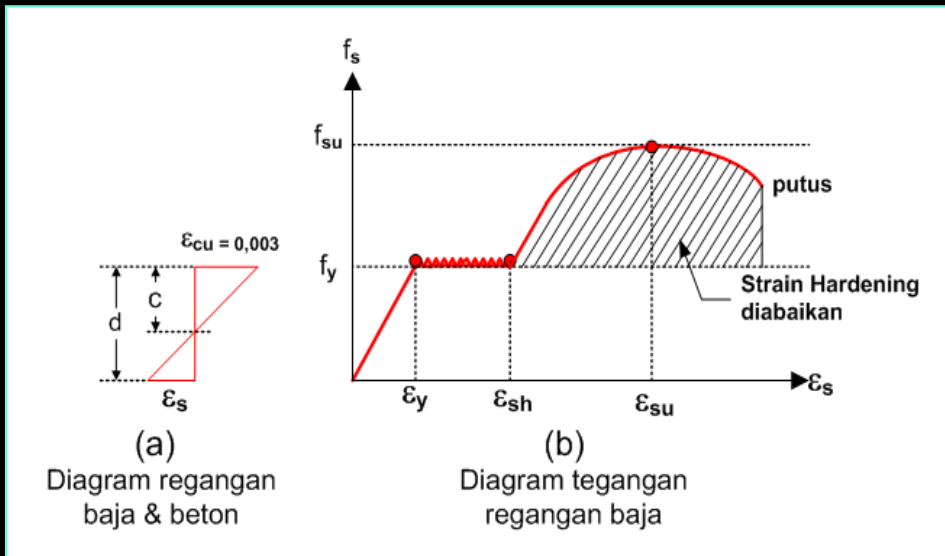 εcu = 0,003
d
c
εs
(a)
Diagram regangan
baja & beton
fs
fsu
fy
putus
Strain Hardening
diabaikan
εy
εsh
εsu
εs
(b)
Diagram tegangan
regangan baja